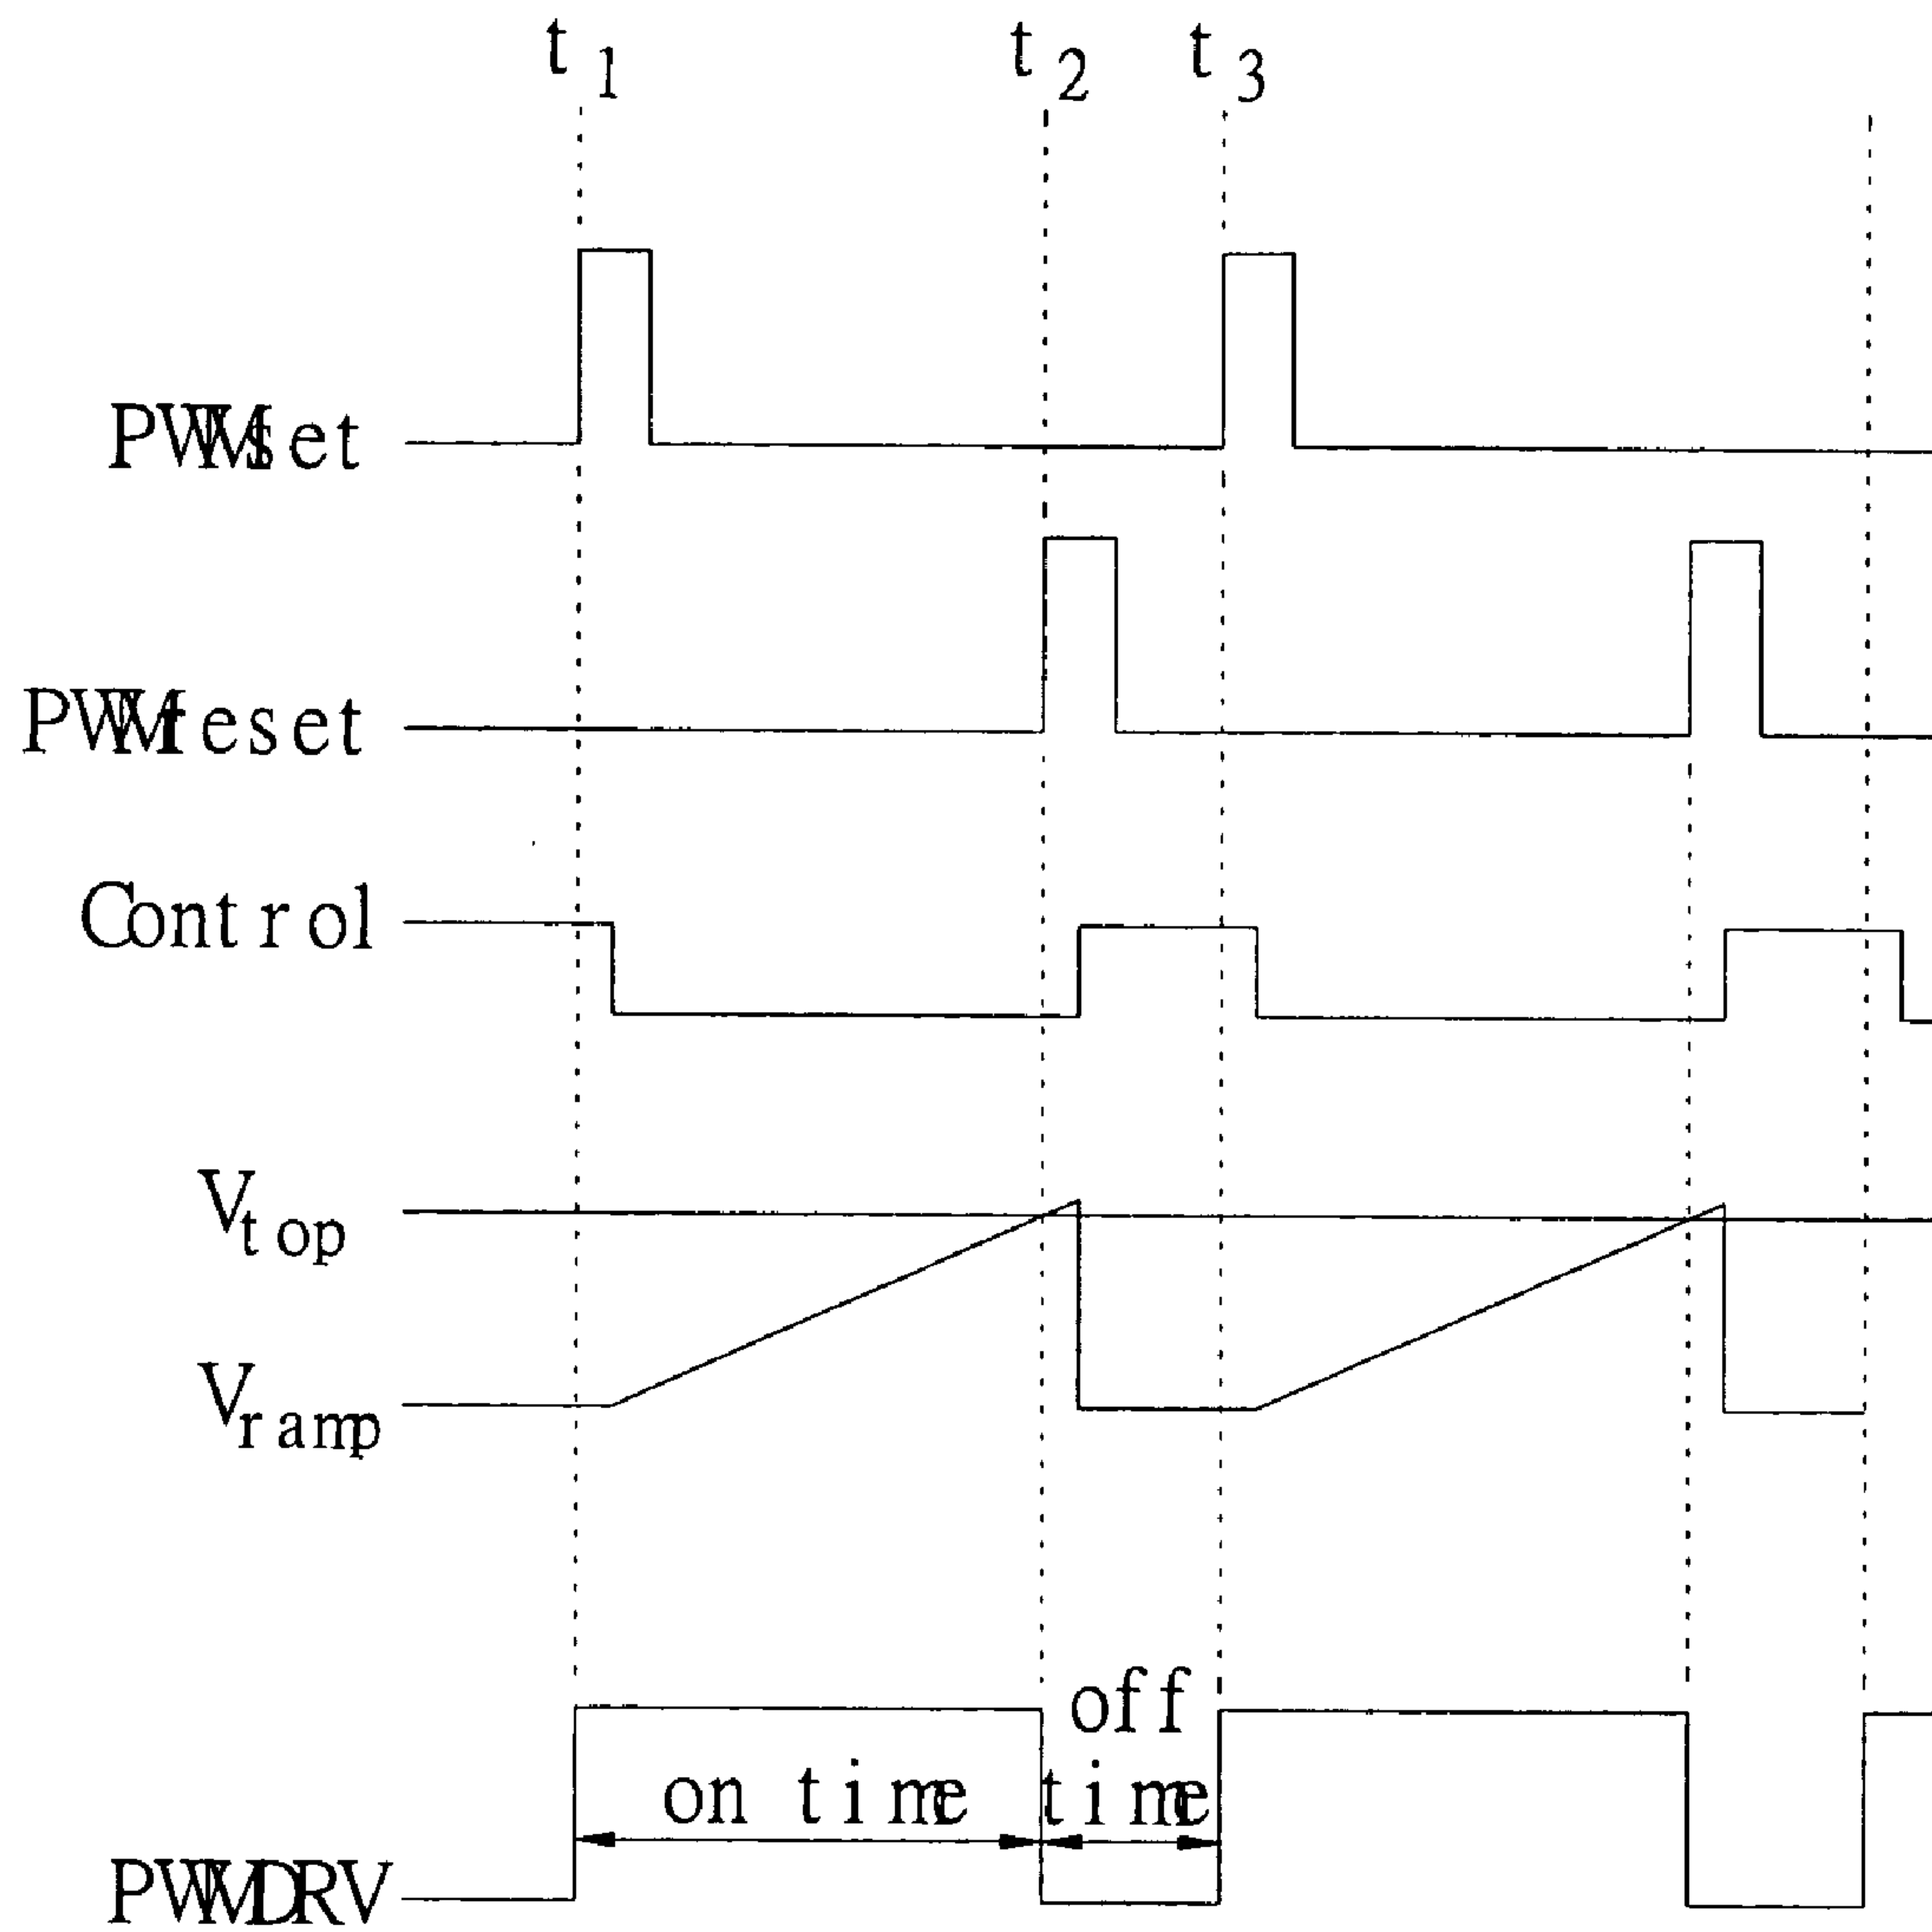 t1 t2 t3
PWMset
PWMreset
Control
Vtop
Vramp
off
on time time
PWMDRV